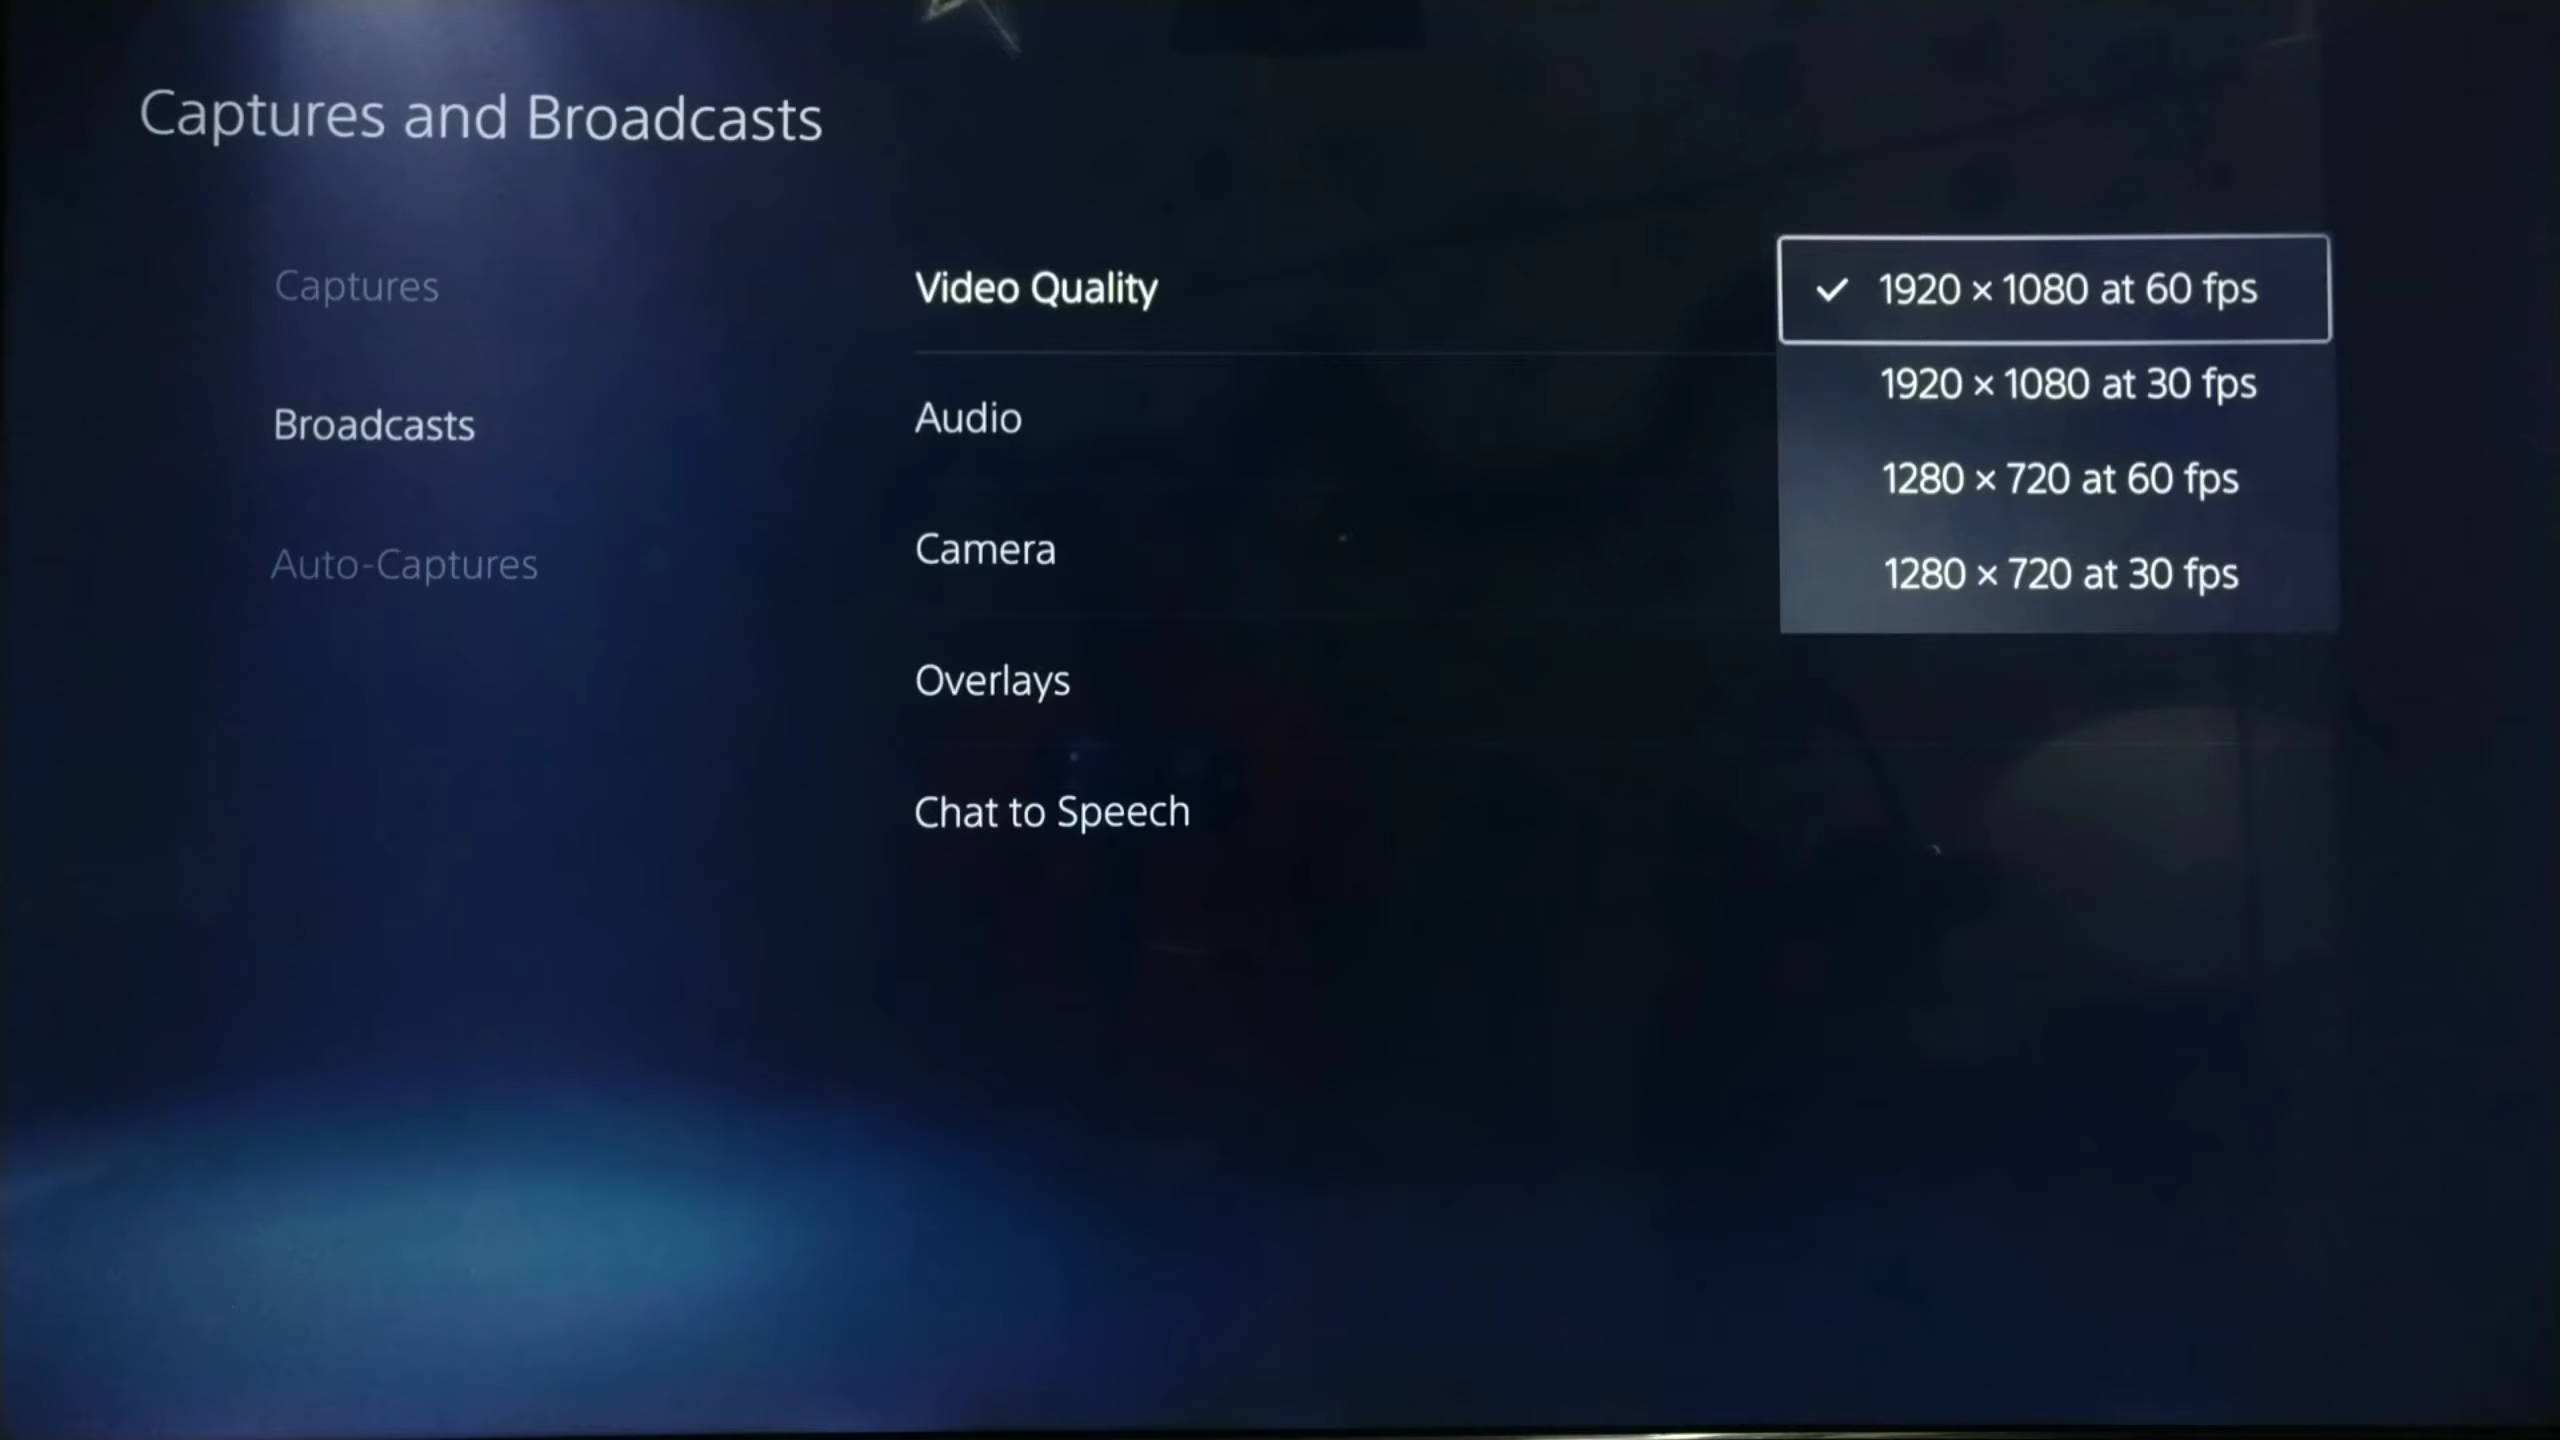 Captures and Broadcasts
Captures
Broadcasts
Auto-Captures
Video Quality
Audio
Camera
Overlays
Chat to Speech
✓ 1920 × 1080 at 60 fps
1920 × 1080 at 30 fps
1280 × 720 at 60 fps
1280 × 720 at 30 fps